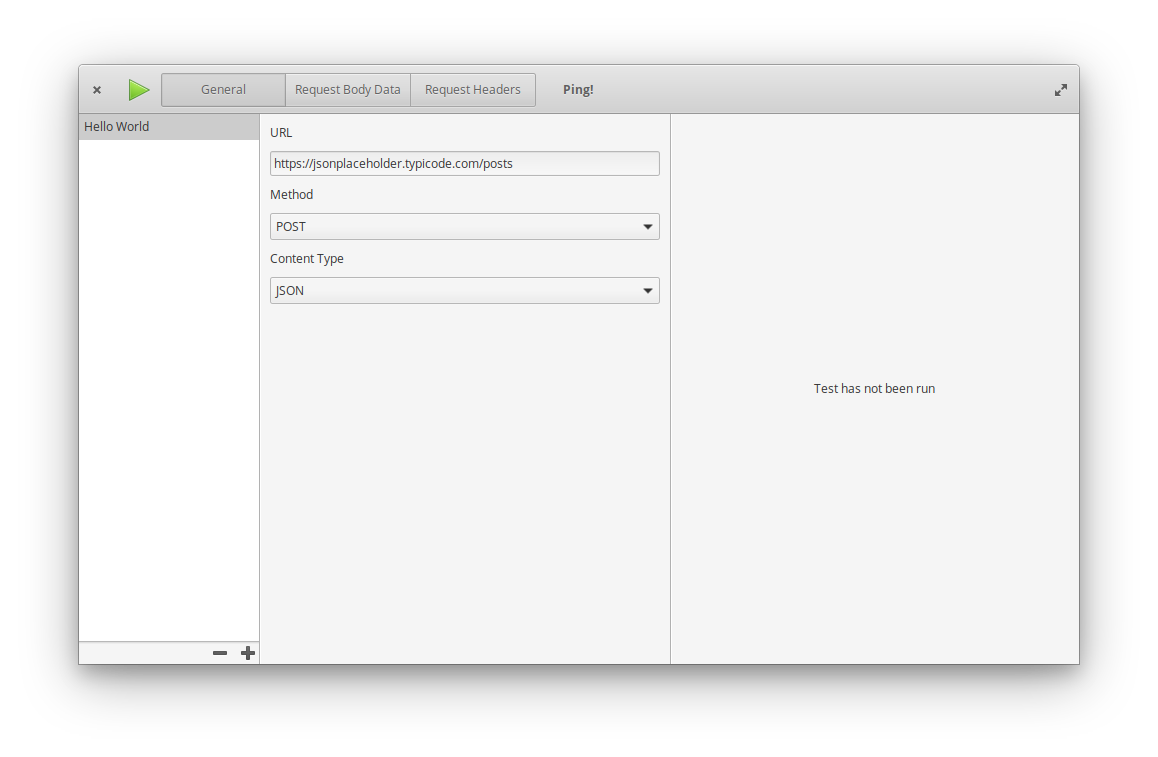 General
Request Body Data
Request Headers
Ping!
Hello World
URL
https://jsonplaceholder.typicode.com/posts
Method
POST
Content Type
JSON
Test has not been run